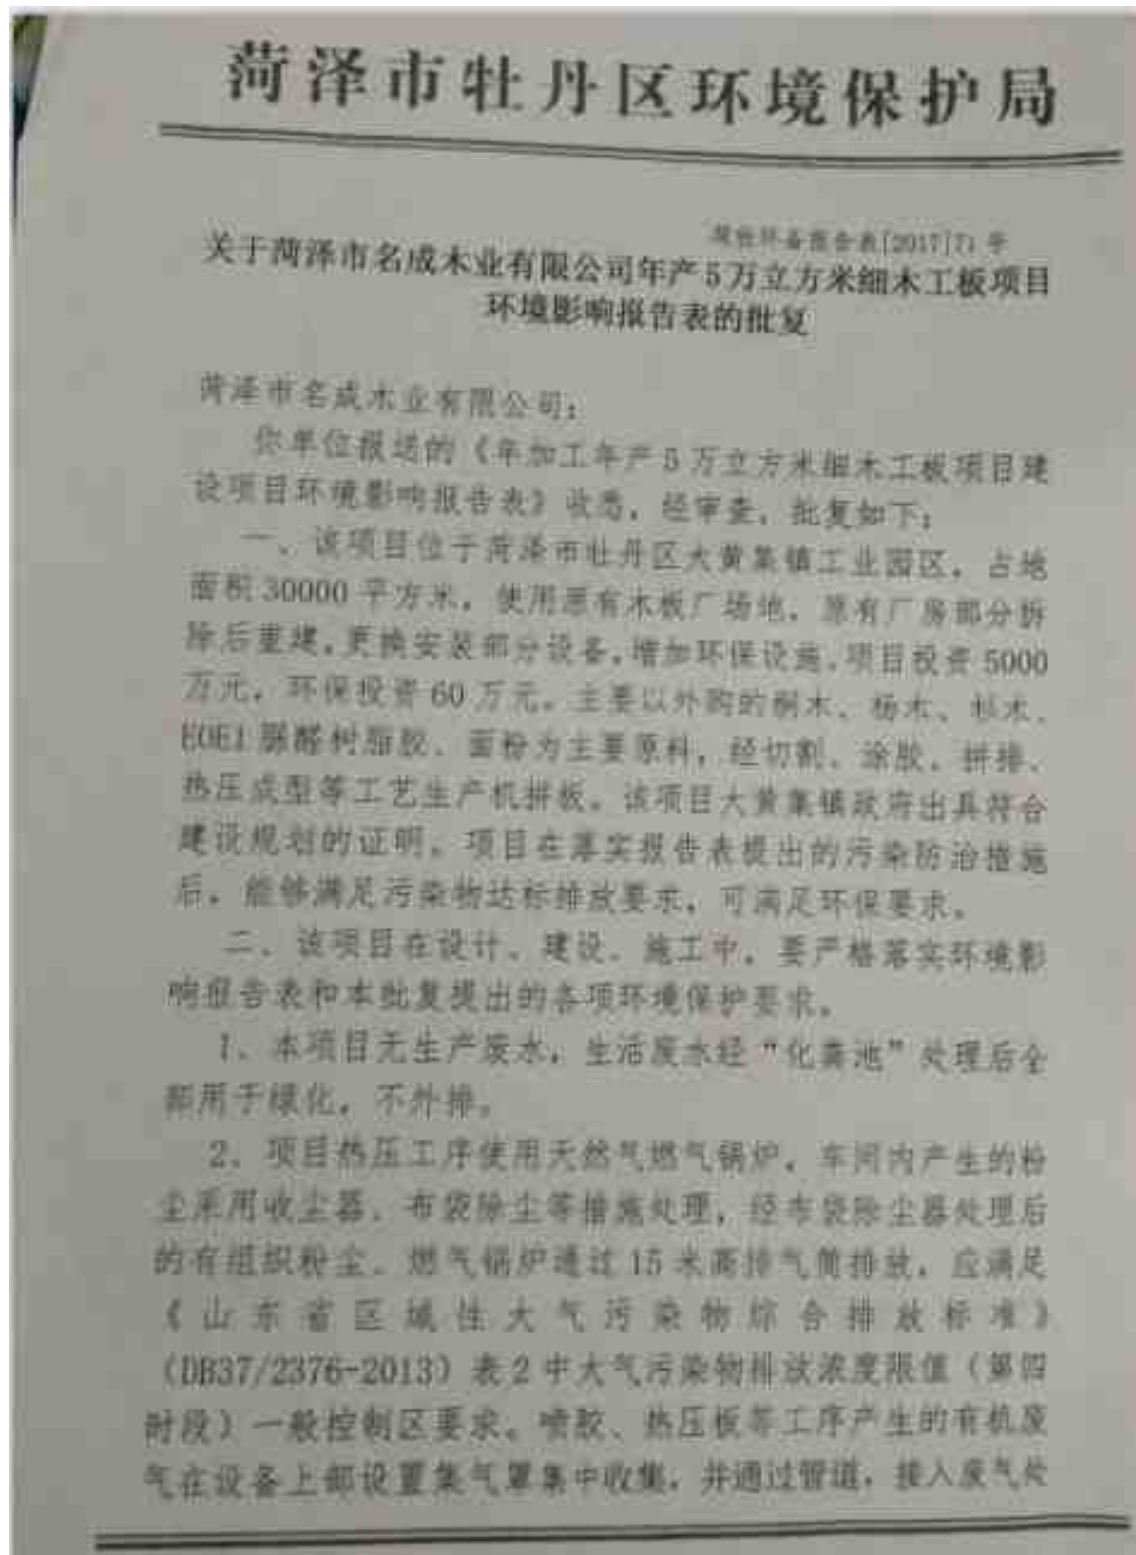 菏泽市牡丹区环境保护局
环备报告表[2017]71号
关于菏泽市名成木业有限公司年产5万立方米细木工板项目
环境影响报告表的批复
菏泽市名成木业有限公司：
你单位报送的《年加工年产5万立方米细木工板项目建
设项目环境影响报告表》收悉，经审查，批复如下：
一、该项目位于菏泽市牡丹区大黄集镇工业园区，占地
面积30000平方米，使用原有木板厂场地，原有厂房部分拆
除后重建，更换安装部分设备，增加环保设施，项目投资5000
万元，环保投资60万元。主要以外购的桐木、杨木、杉木、
E0E1脲醛树脂胶、面粉为主要原料，经切割、涂胶、拼排、
热压成型等工艺生产机拼板。该项目大黄集镇政府出具符合
建设规划的证明。项目在落实报告表提出的污染防治措施
后，能够满足污染物达标排放要求，可满足环保要求。
二、该项目在设计、建设、施工中，要严格落实环境影
响报告表和本批复提出的各项环境保护要求。
1、本项目无生产废水，生活废水经“化粪池”处理后全
部用于绿化，不外排。
2、项目热压工序使用天然气燃气锅炉，车间内产生的粉
尘采用收尘器、布袋除尘等措施处理，经布袋除尘器处理后
的有组织粉尘、燃气锅炉通过15米高排气筒排放，应满足
《山东省区域性大气污染物综合排放标准》
（DB37/2376-2013）表2中大气污染物排放浓度限值（第四
时段）一般控制区要求。喷胶、热压板等工序产生的有机废
气在设备上部设置集气罩集中收集，并通过管道，接入废气处